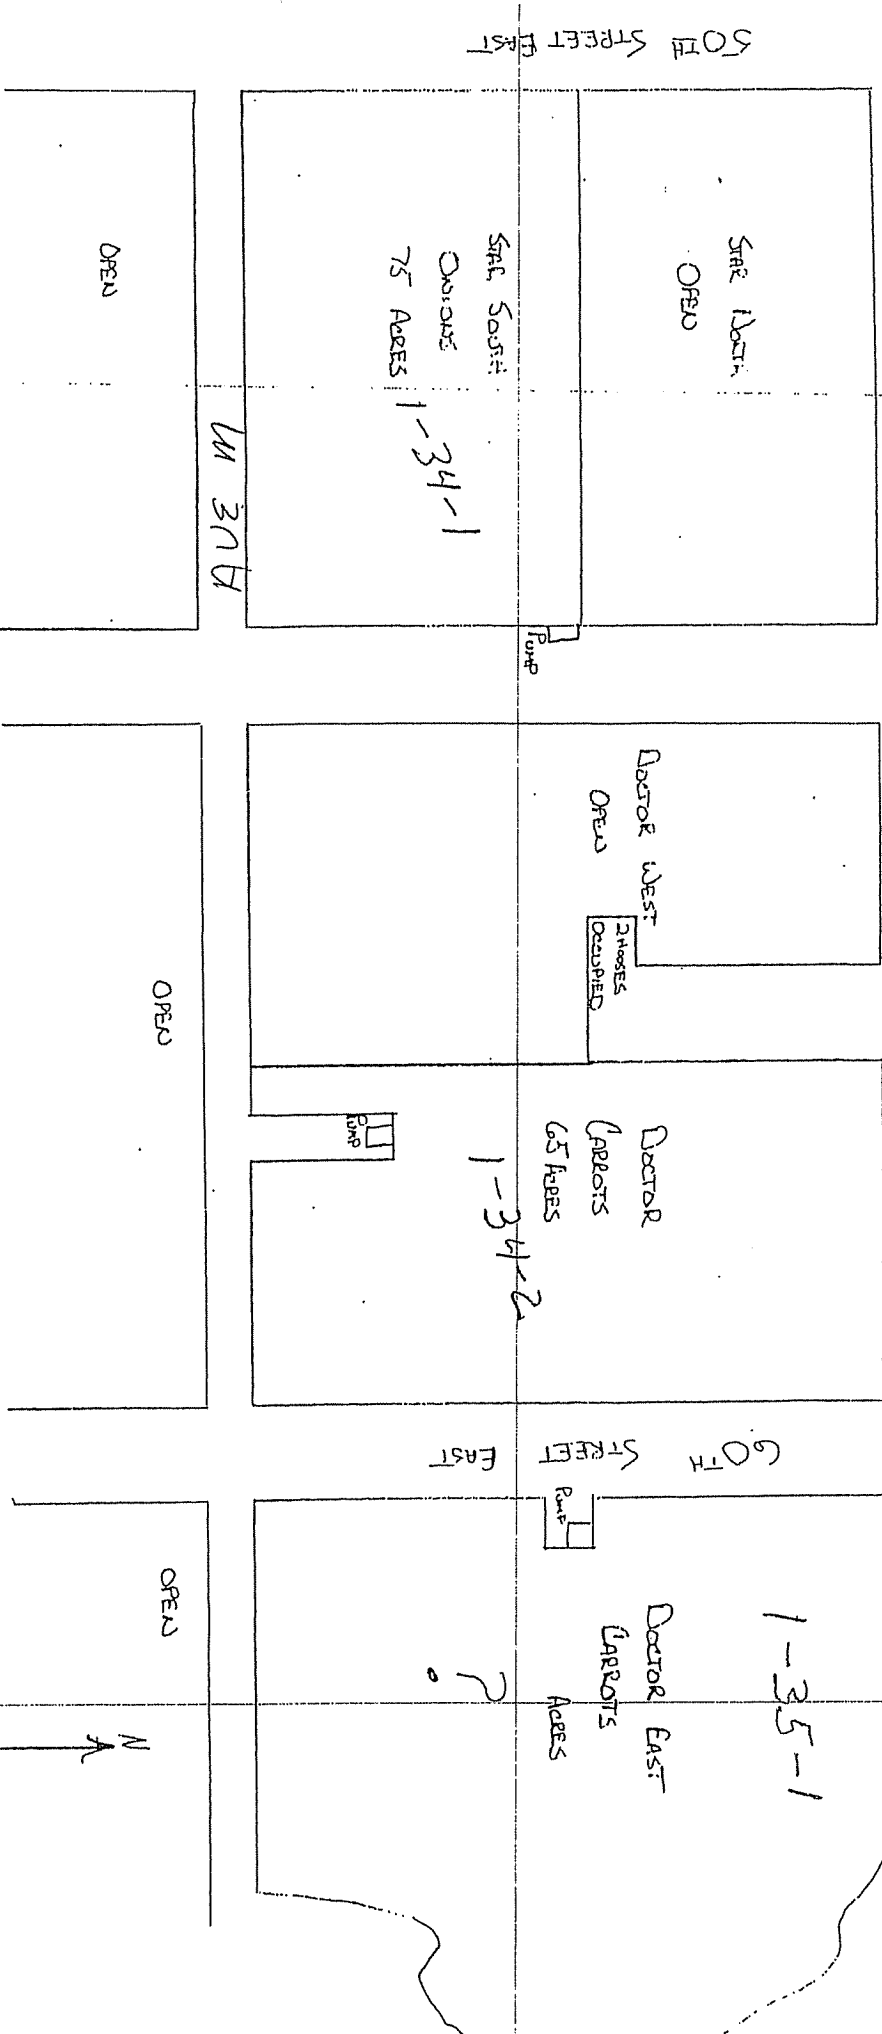 50TH STREET EAST
STAR NORTH
OPEN
STAR SOUTH
ONIONS
75 ACRES
1-34-1
PUMP
OPEN
AVE M
DOCTOR WEST
OPEN
2 HOUSES
OCCUPIED
OPEN
DOCTOR
CARROTS
65 ACRES
1-34-2
PUMP
60TH STREET EAST
PUMP
1-35-1
DOCTOR EAST
CARROTS
ACRES
?
OPEN
N